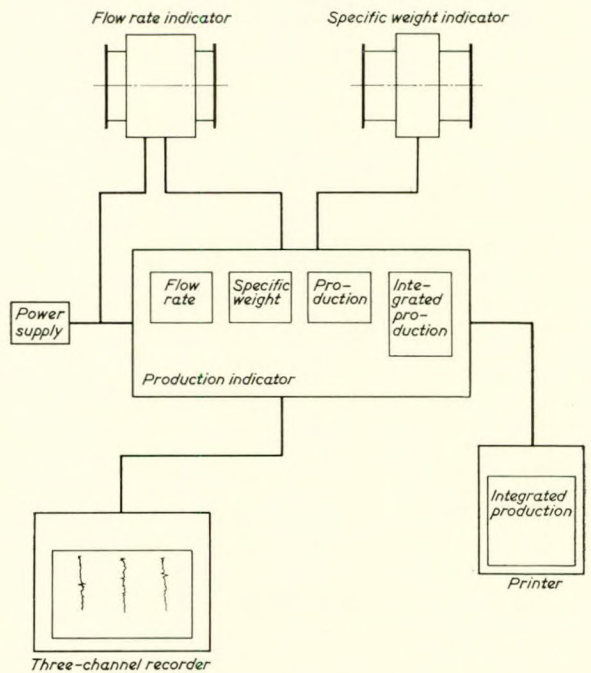 Flow rate indicator
Specific weight indicator
Flow
rate
Specific
weight
Pro-
duction
Inte-
grated
pro-
duction
Power
supply
Production indicator
Integrated
production
Printer
Three-channel recorder